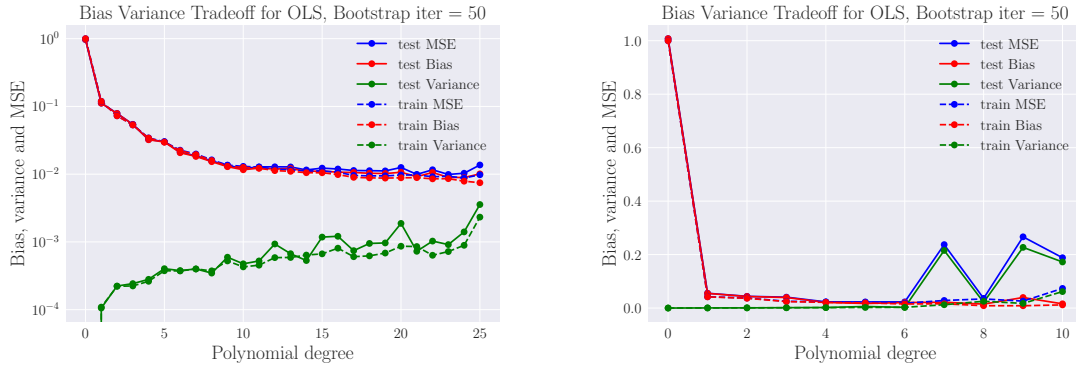 Bias Variance Tradeoff for OLS, Bootstrap iter = 50
Bias, variance and MSE
10⁰
10⁻¹
10⁻²
10⁻³
10⁻⁴
test MSE
test Bias
test Variance
train MSE
train Bias
train Variance
0 5 10 15 20 25
Polynomial degree
Bias Variance Tradeoff for OLS, Bootstrap iter = 50
Bias, variance and MSE
1.0
0.8
0.6
0.4
0.2
0.0
test MSE
test Bias
test Variance
train MSE
train Bias
train Variance
0 2 4 6 8 10
Polynomial degree